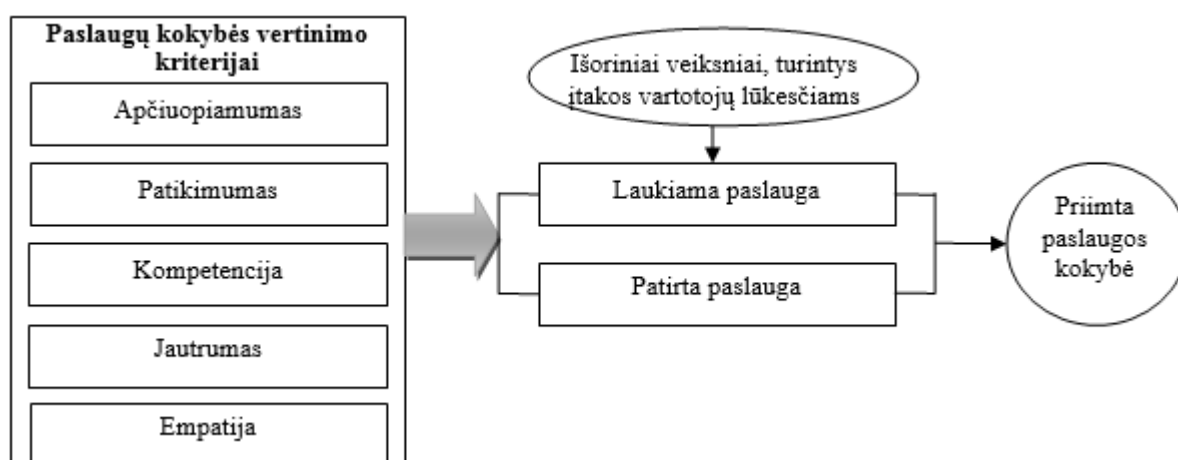 Paslaugų kokybės vertinimo
kriterijai
Apčiuopiamumas
Patikimumas
Kompetencija
Jautrumas
Empatija
Išoriniai veiksniai, turintys
įtakos vartotojų lūkesčiams
Laukiama paslauga
Patirta paslauga
Priimta
paslaugos
kokybė